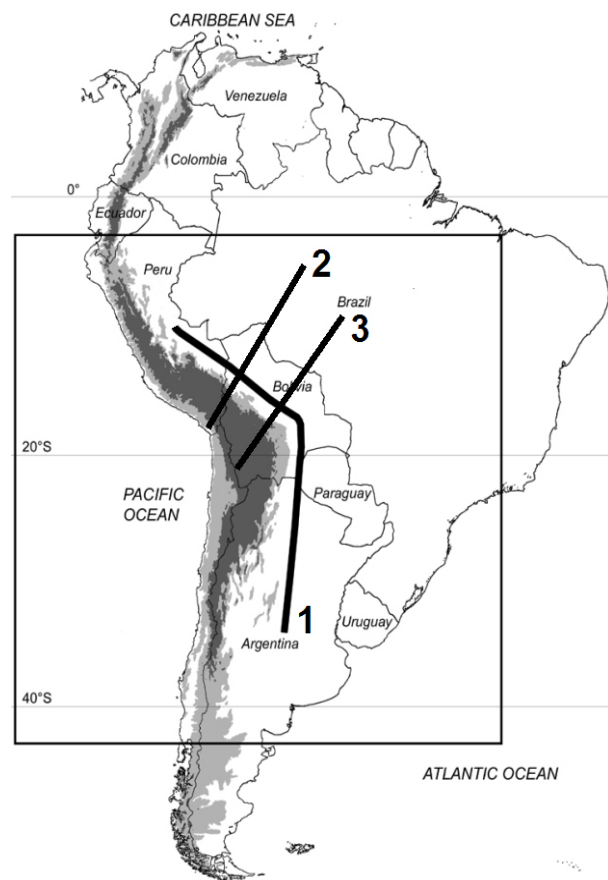 CARIBBEAN SEA
Venezuela
Colombia
0°
Ecuador
Peru
2
Brazil
3
Bolivia
20°S
PACIFIC
OCEAN
Paraguay
1
Uruguay
Argentina
40°S
ATLANTIC OCEAN